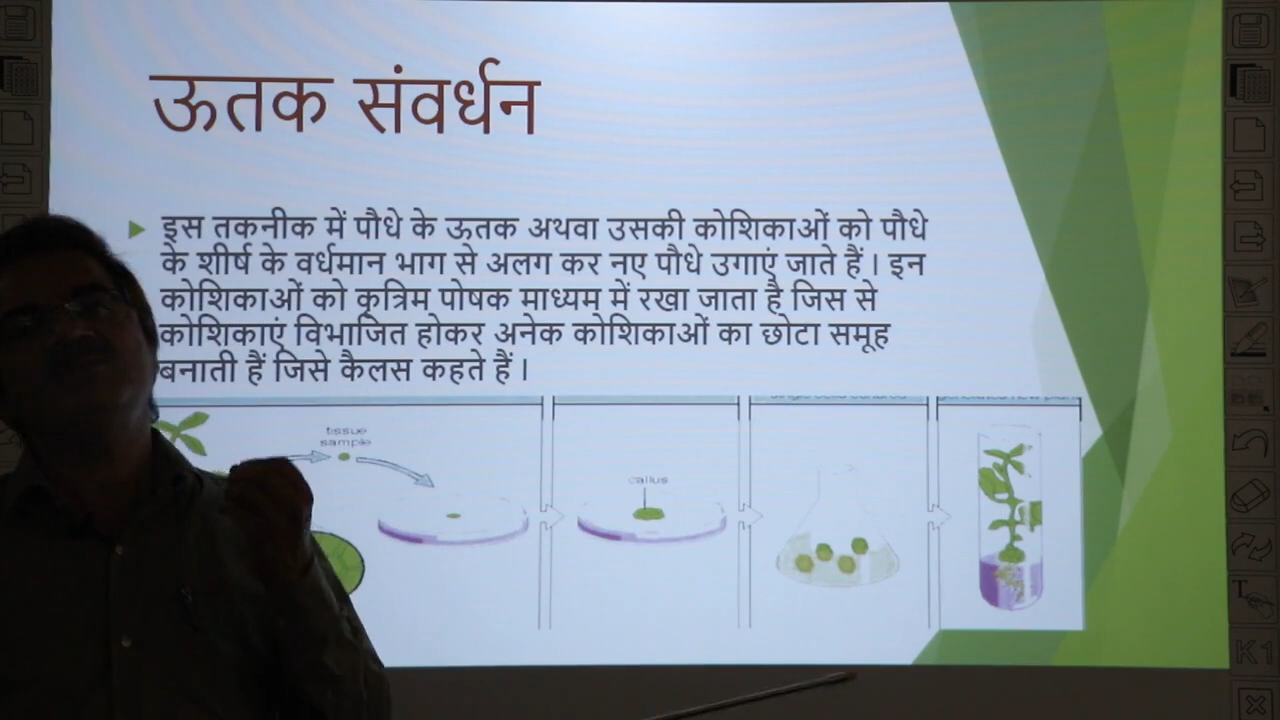 ऊतक संवर्धन
इस तकनीक में पौधे के ऊतक अथवा उसकी कोशिकाओं को पौधे
के शीर्ष के वर्धमान भाग से अलग कर नए पौधे उगाएं जाते हैं । इन
कोशिकाओं को कृत्रिम पोषक माध्यम में रखा जाता है जिस से
कोशिकाएं विभाजित होकर अनेक कोशिकाओं का छोटा समूह
बनाती हैं जिसे कैलस कहते हैं ।
tissue
sample
callus
K1